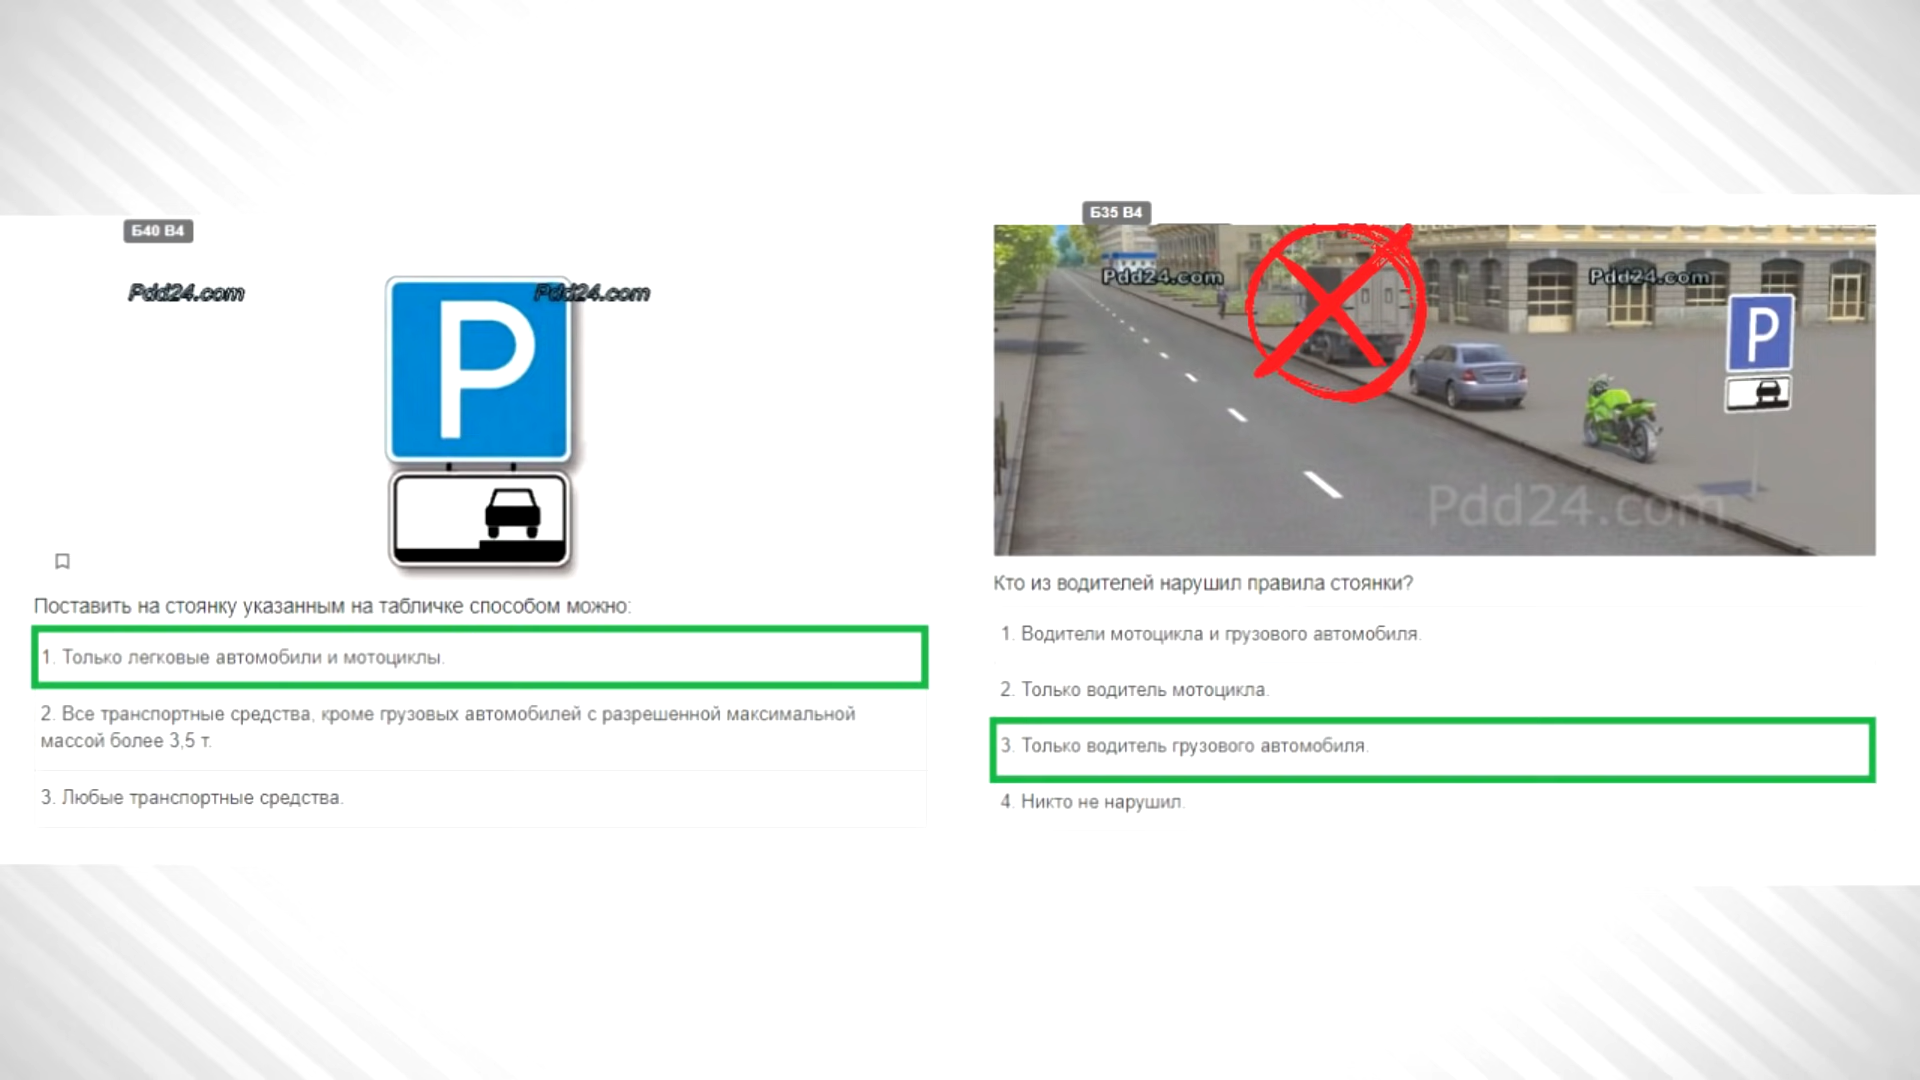 Б40 В4
Pdd24.com
Pdd24.com
P
Поставить на стоянку указанным на табличке способом можно:
1. Только легковые автомобили и мотоциклы.
2. Все транспортные средства, кроме грузовых автомобилей с разрешенной максимальной
массой более 3,5 т.
3. Любые транспортные средства.
Б35 В4
Pdd24.com
Pdd24.com
P
Pdd24.com
Кто из водителей нарушил правила стоянки?
1. Водители мотоцикла и грузового автомобиля.
2. Только водитель мотоцикла.
3. Только водитель грузового автомобиля.
4. Никто не нарушил.